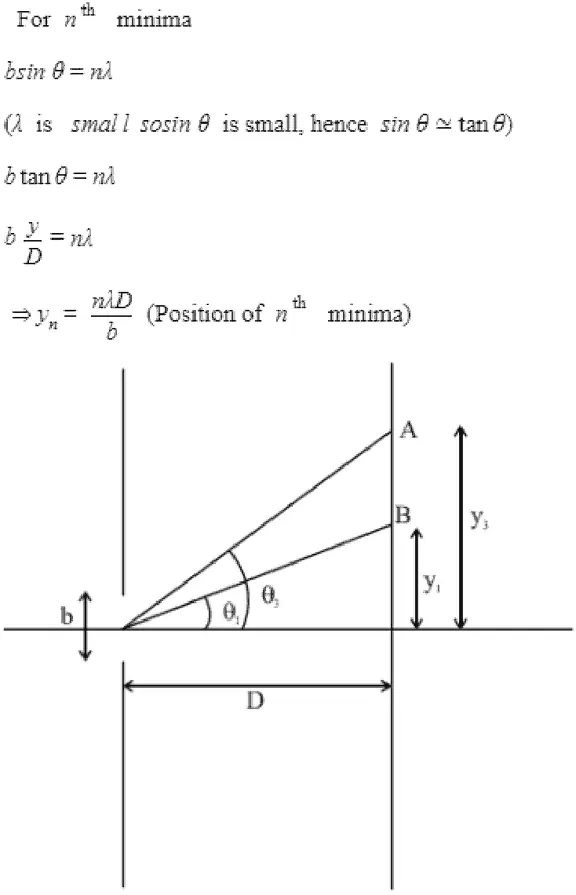 For n th minima
bsin θ = nλ
(λ is smal l sosin θ is small, hence sin θ ≃ tan θ)
b tan θ = nλ
b y/D = nλ
⇒ yn = nλD/b (Position of n th minima)
A
B
y3
y1
b
θ1
θ3
D